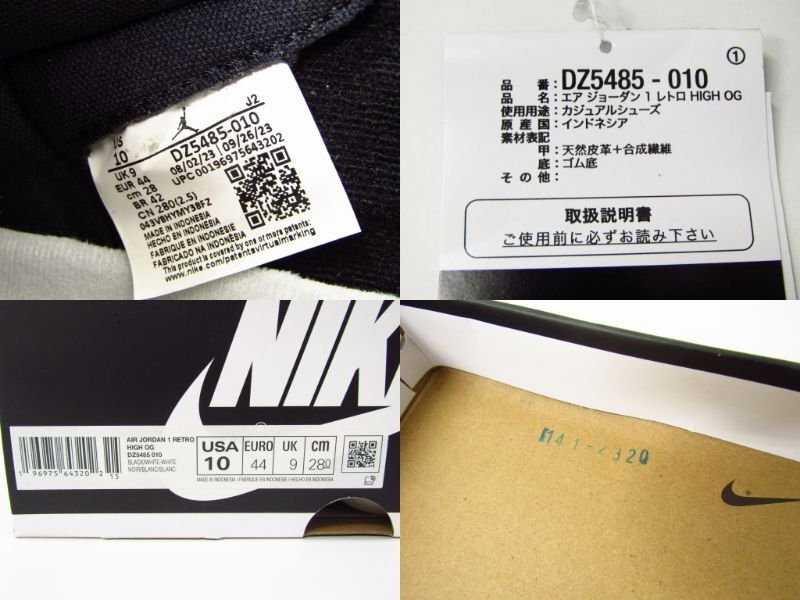 J2
US
10
UK 9
EUR 44
cm 28
BR 42
CN 280(2.5)
DZ5485-010
08/02/23 | 09/26/23
UPC 00196975643202
MADE IN INDONESIA
HECHO EN INDONESIA
FABRIQUE EN INDONESIE
FABRICADO NA INDONESIA
This product is covered by one or more patents:
www.nike.com/patentsvirtualmarking
①
品 番：DZ5485-010
品 名：エア ジョーダン 1 レトロ HIGH OG
使用用途：カジュアルシューズ
原 産 国：インドネシア
素材表記
甲：天然皮革＋合成繊維
底：ゴム底
そ の 他：
取扱説明書
ご使用前に必ずお読み下さい
NIK
AIR JORDAN 1 RETRO
HIGH OG
DZ5485 010
BLACK/WHITE-WHITE
NOIR/BLANC/BLANC
1 96975 64320 2 15
USA 10
EURO 44
UK 9
cm 28.0
MADE IN INDONESIA / FABRIQUE EN INDONESIE / HECHO EN INDONESIA